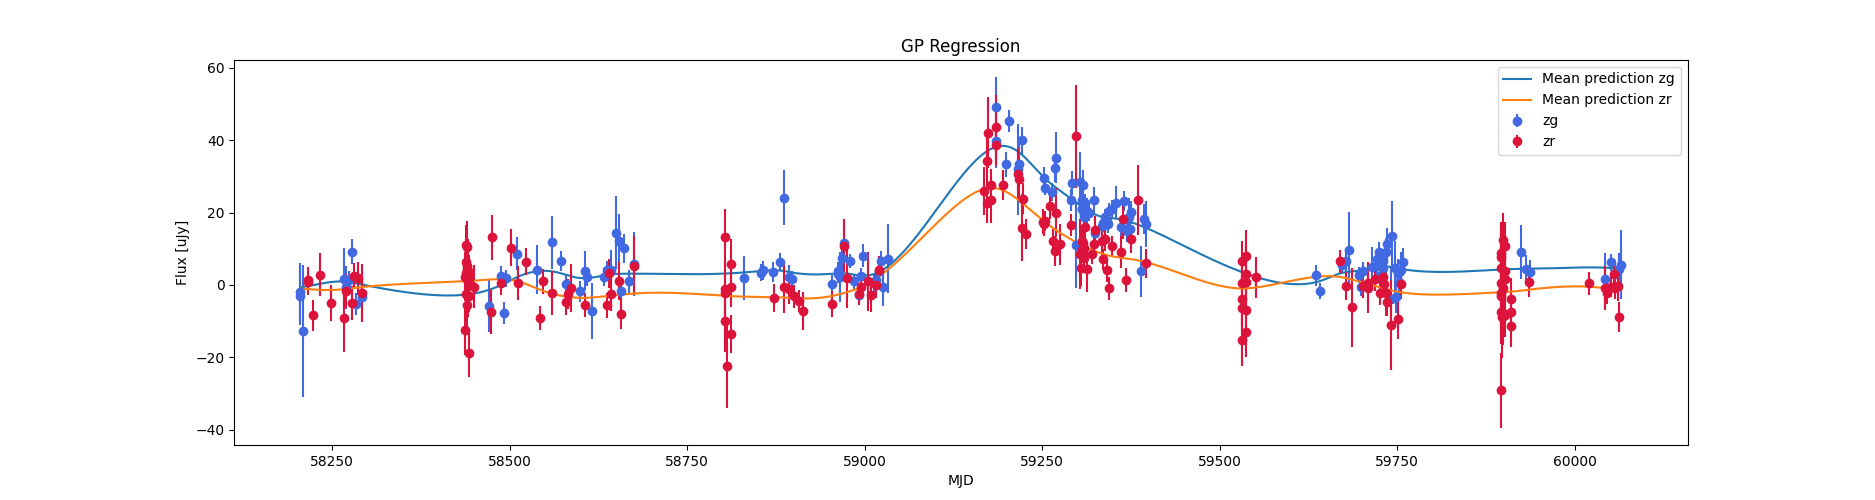 GP Regression
60
40
20
0
−20
−40
Flux [uJy]
58250
58500
58750
59000
59250
59500
59750
60000
MJD
Mean prediction zg
Mean prediction zr
zg
zr